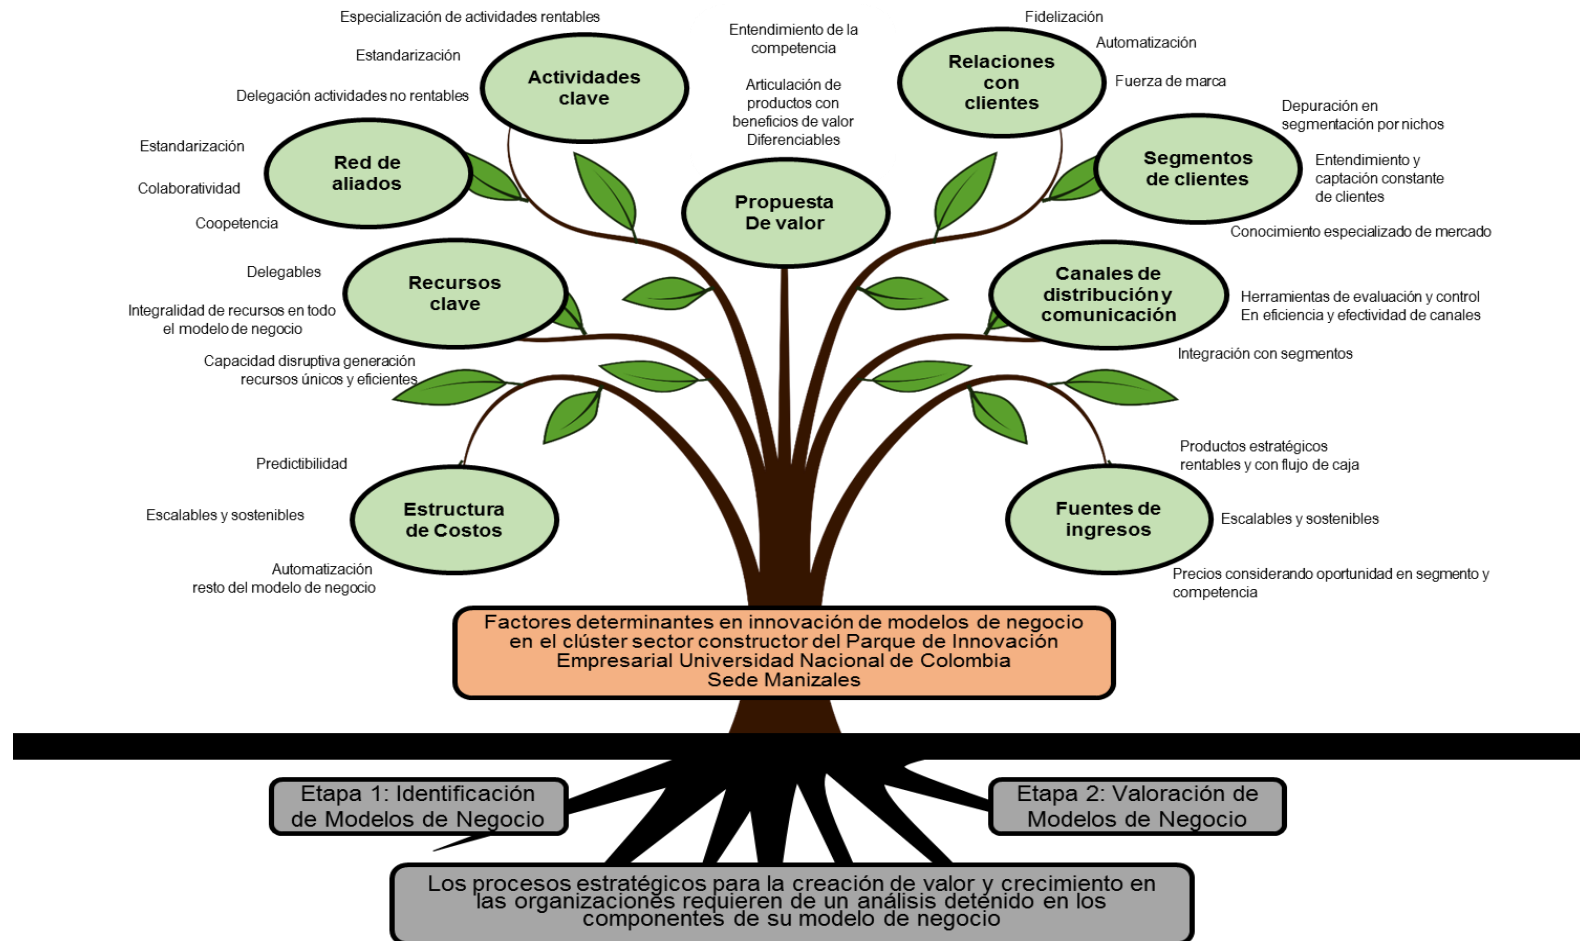 Especialización de actividades rentables
Estandarización
Delegación actividades no rentables
Actividades
clave
Entendimiento de la
competencia
Articulación de
productos con
beneficios de valor
Diferenciables
Propuesta
De valor
Fidelización
Automatización
Fuerza de marca
Relaciones
con
clientes
Depuración en
segmentación por nichos
Entendimiento y
captación constante
de clientes
Conocimiento especializado de mercado
Segmentos
de clientes
Estandarización
Colaboratividad
Coopetencia
Red de
aliados
Delegables
Integralidad de recursos en todo
el modelo de negocio
Capacidad disruptiva generación
recursos únicos y eficientes
Recursos
clave
Canales de
distribución y
comunicación
Herramientas de evaluación y control
En eficiencia y efectividad de canales
Integración con segmentos
Predictibilidad
Escalables y sostenibles
Automatización
resto del modelo de negocio
Estructura
de Costos
Fuentes de
ingresos
Productos estratégicos
rentables y con flujo de caja
Escalables y sostenibles
Precios considerando oportunidad en segmento y
competencia
Factores determinantes en innovación de modelos de negocio
en el clúster sector constructor del Parque de Innovación
Empresarial Universidad Nacional de Colombia
Sede Manizales
Etapa 1: Identificación
de Modelos de Negocio
Etapa 2: Valoración de
Modelos de Negocio
Los procesos estratégicos para la creación de valor y crecimiento en
las organizaciones requieren de un análisis detenido en los
componentes de su modelo de negocio